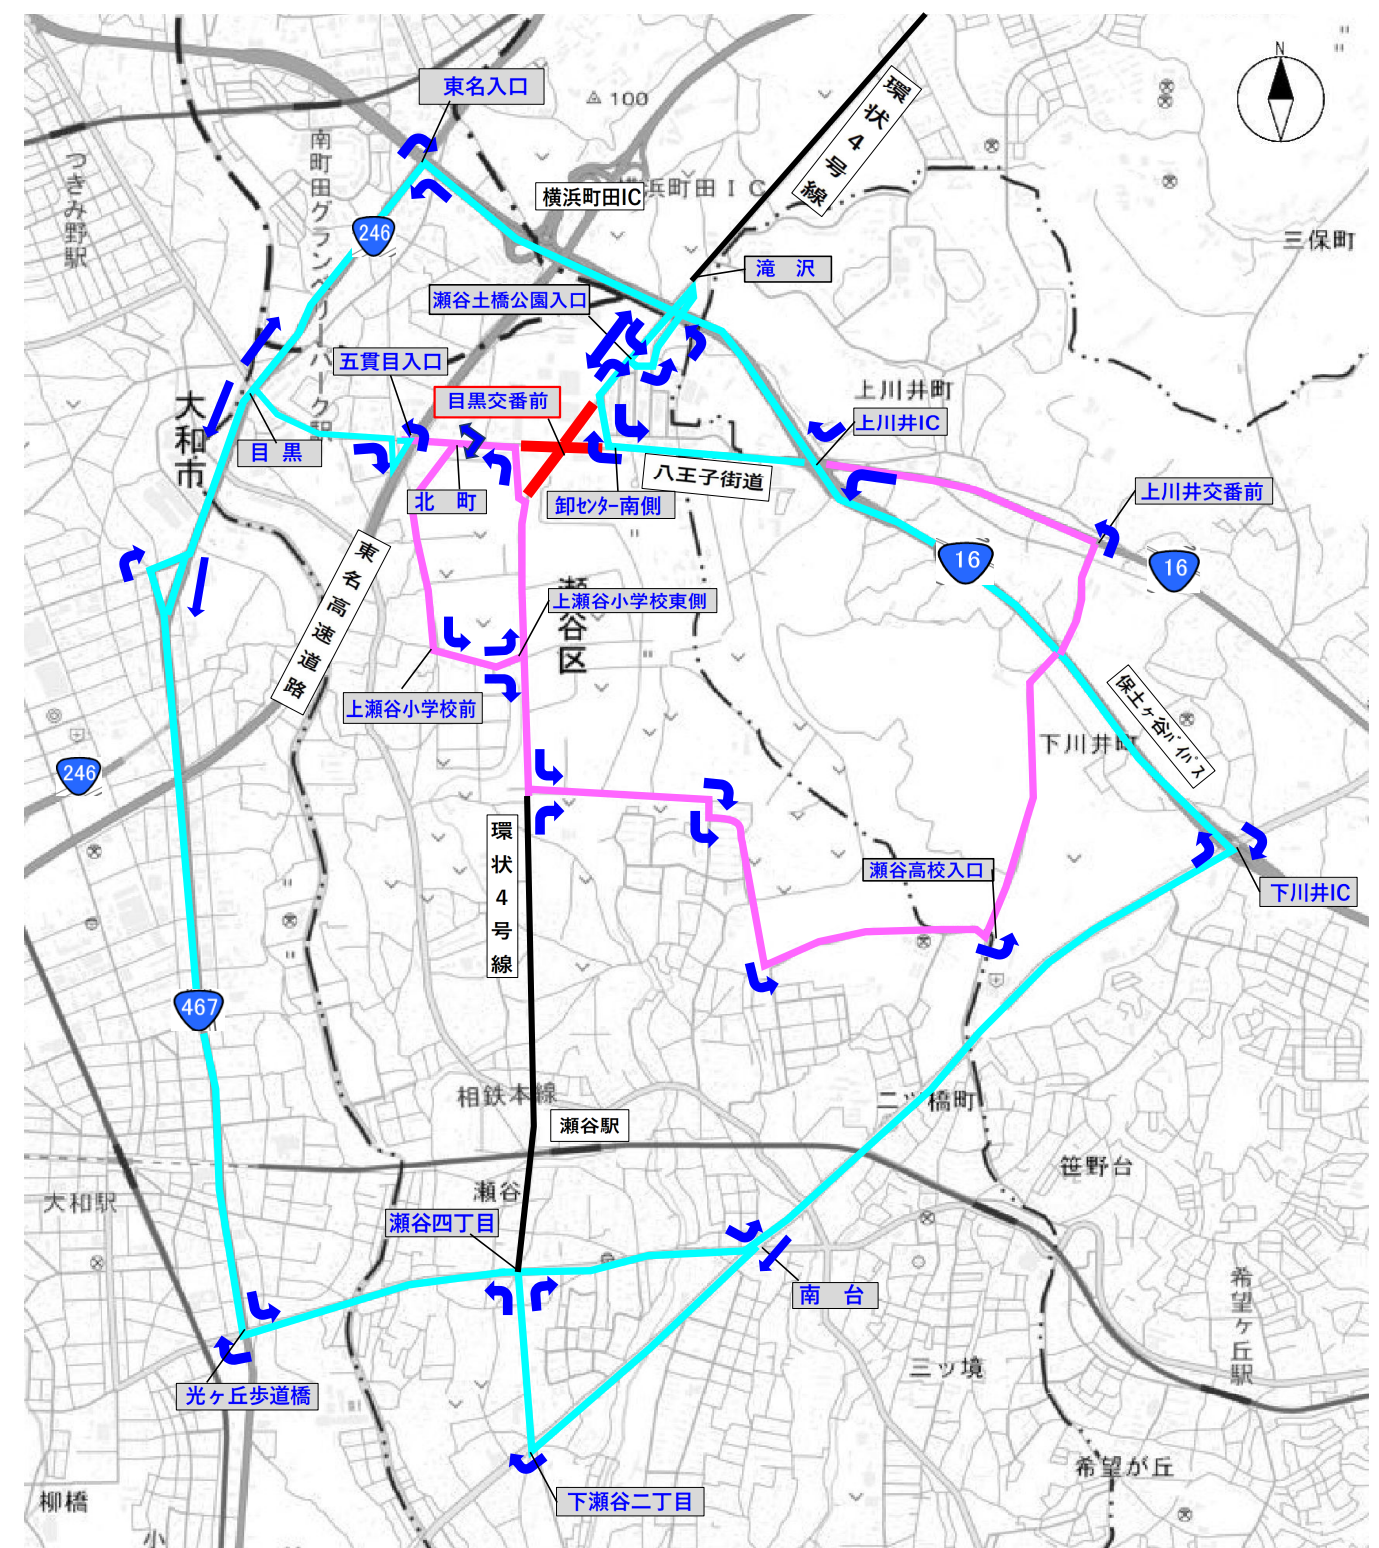 N
東名入口
100
環状4号線
南町田グランベリーパーク駅
つきみ野駅
横浜町田IC
浜町田IC
246
三保町
滝 沢
瀬谷土橋公園入口
五貫目入口
上川井町
目黒交番前
大和市
上川井IC
目 黒
八王子街道
北 町
卸センター南側
上川井交番前
16
16
東名高速道路
瀬谷区
上瀬谷小学校東側
上瀬谷小学校前
保土ヶ谷バイパス
下川井町
246
環状4号線
瀬谷高校入口
下川井IC
467
相鉄本線
二ツ橋町
瀬谷駅
笹野台
大和駅
瀬谷
瀬谷四丁目
南 台
希望ヶ丘駅
三ツ境
光ヶ丘歩道橋
希望が丘
柳橋
下瀬谷二丁目
小